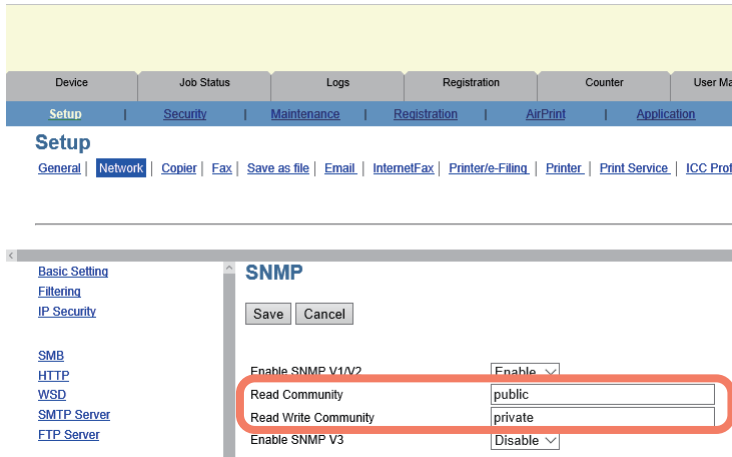 Device Job Status Logs Registration Counter User Ma
Setup | Security | Maintenance | Registration | AirPrint | Application
Setup
General | Network | Copier | Fax | Save as file | Email | InternetFax | Printer/e-Filing | Printer | Print Service | ICC Prof
Basic Setting
Filtering
IP Security
SMB
HTTP
WSD
SMTP Server
FTP Server
SNMP
Save Cancel
Enable SNMP V1/V2 Enable
Read Community public
Read Write Community private
Enable SNMP V3 Disable